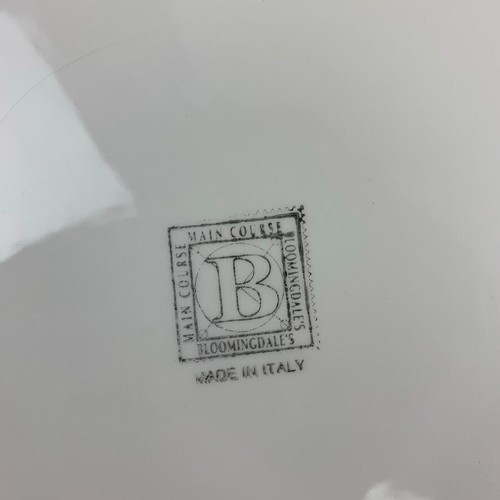 MAIN COURSE
MAIN COURSE
BLOOMINGDALE'S
B
BLOOMINGDALE'S
MADE IN ITALY